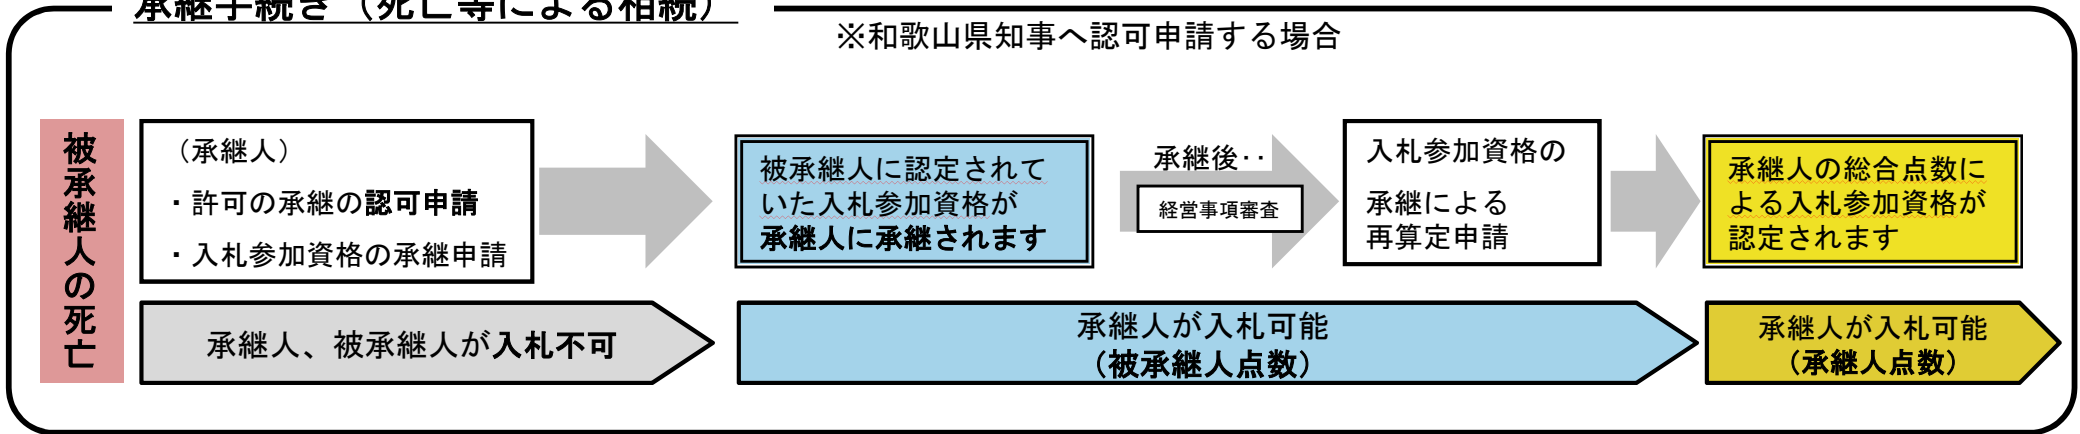 承継手続き（死亡等による相続）
※和歌山県知事へ認可申請する場合
被承継人の死亡
（承継人）
・許可の承継の認可申請
・入札参加資格の承継申請
被承継人に認定されて
いた入札参加資格が
承継人に承継されます
承継後‥
経営事項審査
入札参加資格の
承継による
再算定申請
承継人の総合点数に
よる入札参加資格が
認定されます
承継人、被承継人が入札不可
承継人が入札可能
（被承継人点数）
承継人が入札可能
（承継人点数）